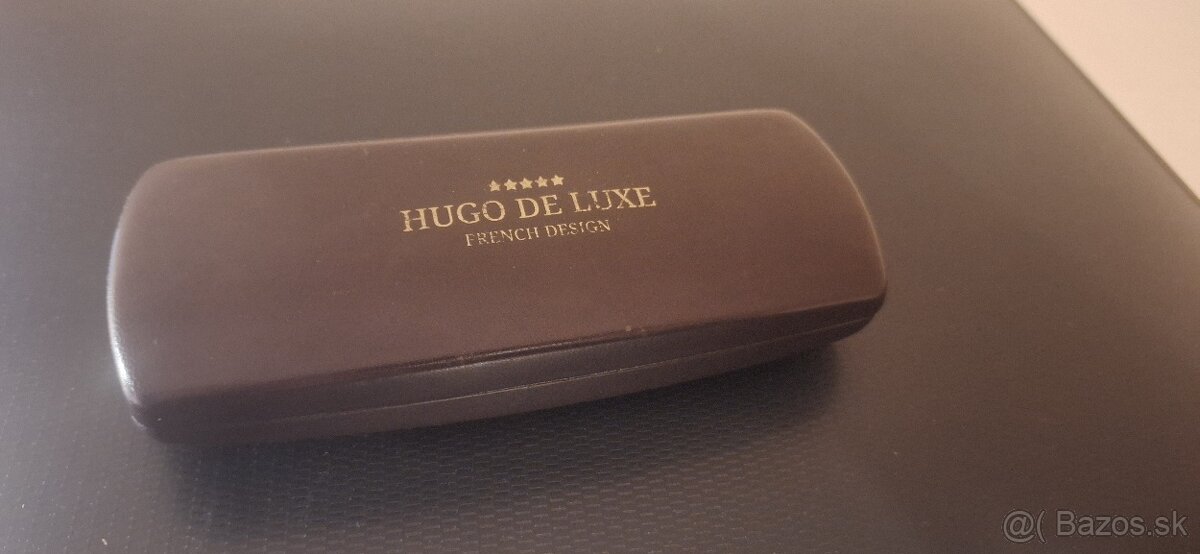 ★★★★★
HUGO DE LUXE
FRENCH DESIGN
@( Bazos.sk